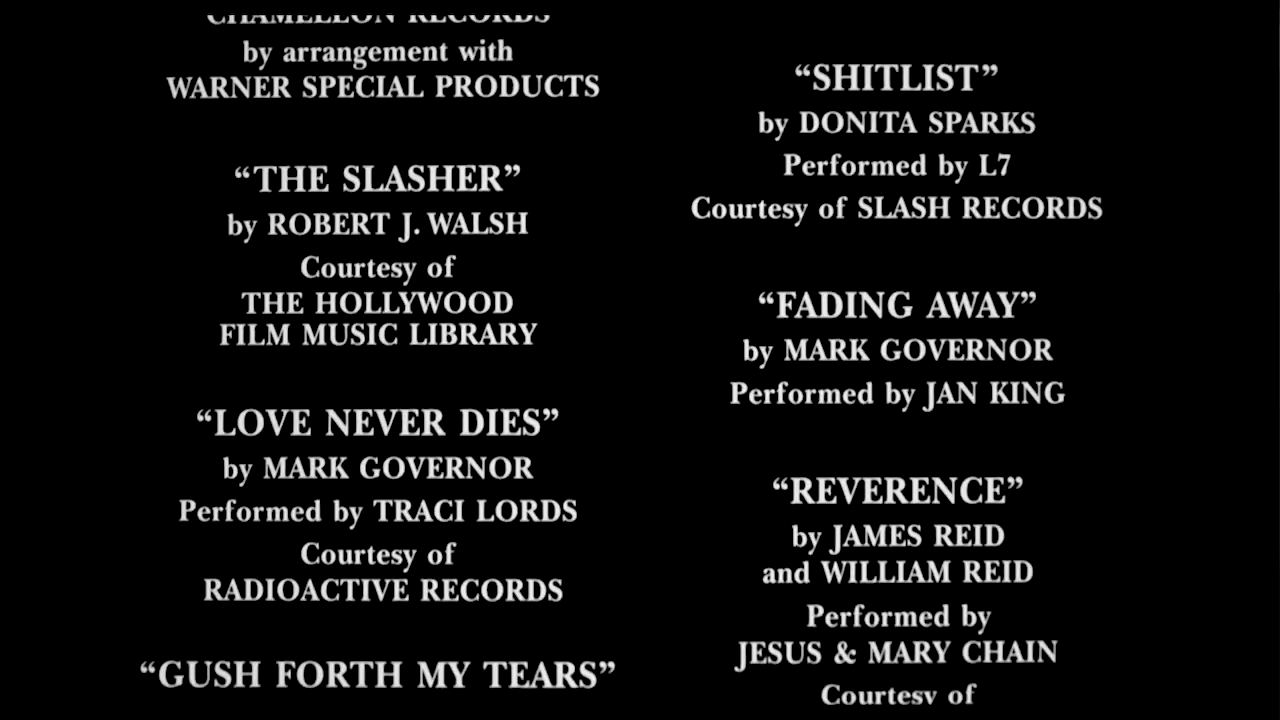 CHAMELEON RECORDS
by arrangement with
WARNER SPECIAL PRODUCTS
“THE SLASHER”
by ROBERT J. WALSH
Courtesy of
THE HOLLYWOOD
FILM MUSIC LIBRARY
“LOVE NEVER DIES”
by MARK GOVERNOR
Performed by TRACI LORDS
Courtesy of
RADIOACTIVE RECORDS
“GUSH FORTH MY TEARS”
“SHITLIST”
by DONITA SPARKS
Performed by L7
Courtesy of SLASH RECORDS
“FADING AWAY”
by MARK GOVERNOR
Performed by JAN KING
“REVERENCE”
by JAMES REID
and WILLIAM REID
Performed by
JESUS & MARY CHAIN
Courtesy of